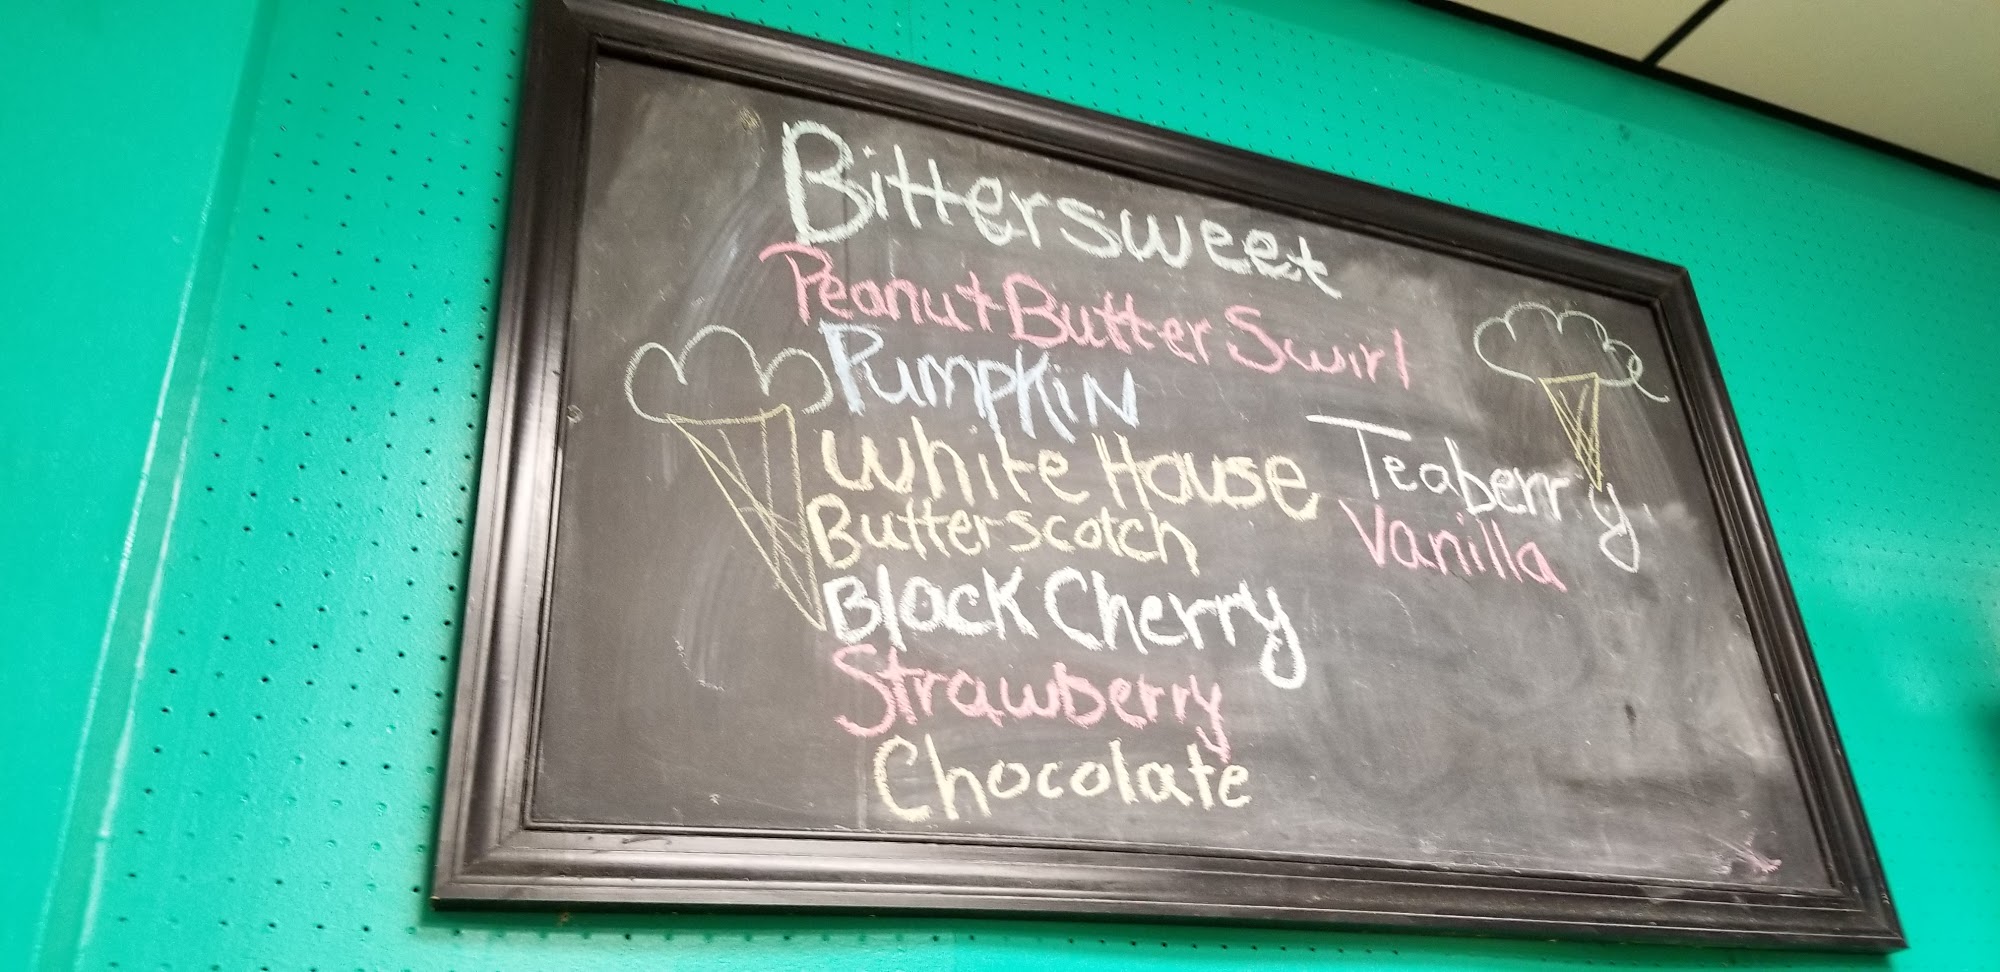 Bittersweet
Peanut Butter Swirl
Pumpkin
White House
Butterscotch
Black Cherry
Strawberry
Chocolate
Teaberry
Vanilla